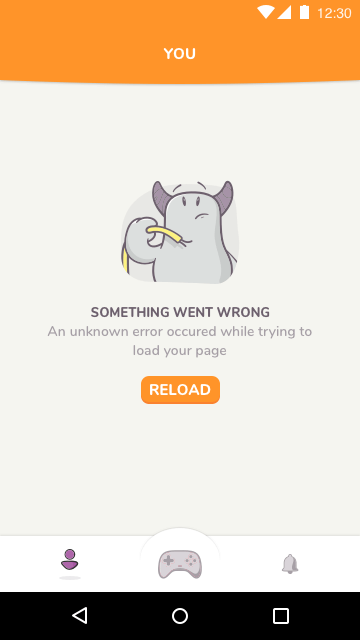 12:30
YOU
SOMETHING WENT WRONG
An unknown error occured while trying to
load your page
RELOAD